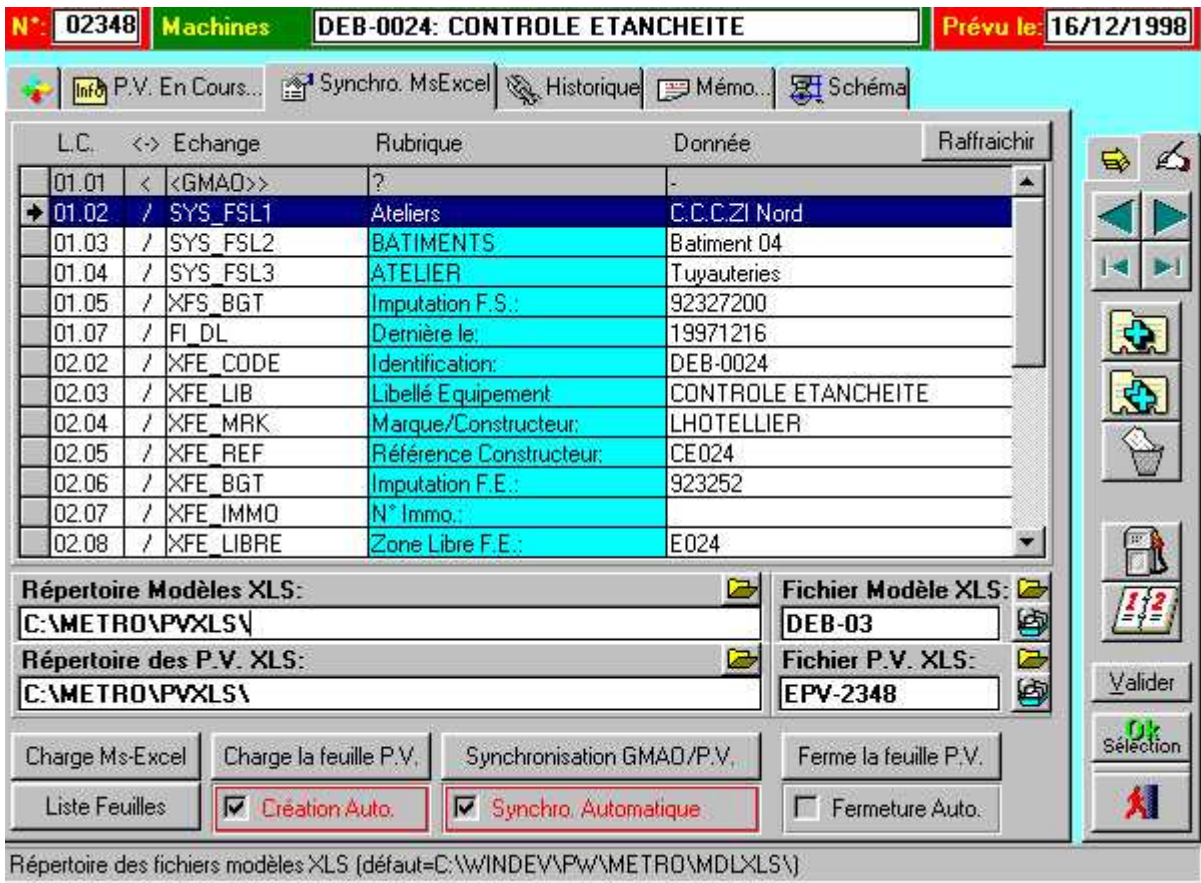 N°: 02348 Machines DEB-0024: CONTROLE ETANCHEITE Prévu le: 16/12/1998
Info P.V. En Cours... Synchro. MsExcel Historique Mémo... Schéma
L.C. <-> Echange Rubrique Donnée Raffraichir
01.01 < <GMAO>> ? -
01.02 / SYS_FSL1 Ateliers C.C.C.ZI Nord
01.03 / SYS_FSL2 BATIMENTS Batiment 04
01.04 / SYS_FSL3 ATELIER Tuyauteries
01.05 / XFS_BGT Imputation F.S.: 92327200
01.07 / FI_DL Dernière le: 19971216
02.02 / XFE_CODE Identification: DEB-0024
02.03 / XFE_LIB Libellé Equipement CONTROLE ETANCHEITE
02.04 / XFE_MRK Marque/Constructeur: LHOTELLIER
02.05 / XFE_REF Référence Constructeur: CE024
02.06 / XFE_BGT Imputation F.E.: 923252
02.07 / XFE_IMMO N° Immo.:
02.08 / XFE_LIBRE Zone Libre F.E.: E024
Répertoire Modèles XLS: Fichier Modèle XLS:
C:\METRO\PVXLS\ DEB-03
Répertoire des P.V. XLS: Fichier P.V. XLS:
C:\METRO\PVXLS\ EPV-2348
1 2
Valider
Ok
Sélection
Charge Ms-Excel Charge la feuille P.V. Synchronisation GMAO/P.V. Ferme la feuille P.V.
Liste Feuilles Création Auto. Synchro. Automatique Fermeture Auto.
Répertoire des fichiers modèles XLS (défaut=C:\WINDEV\PW\METRO\MDLXLS\)